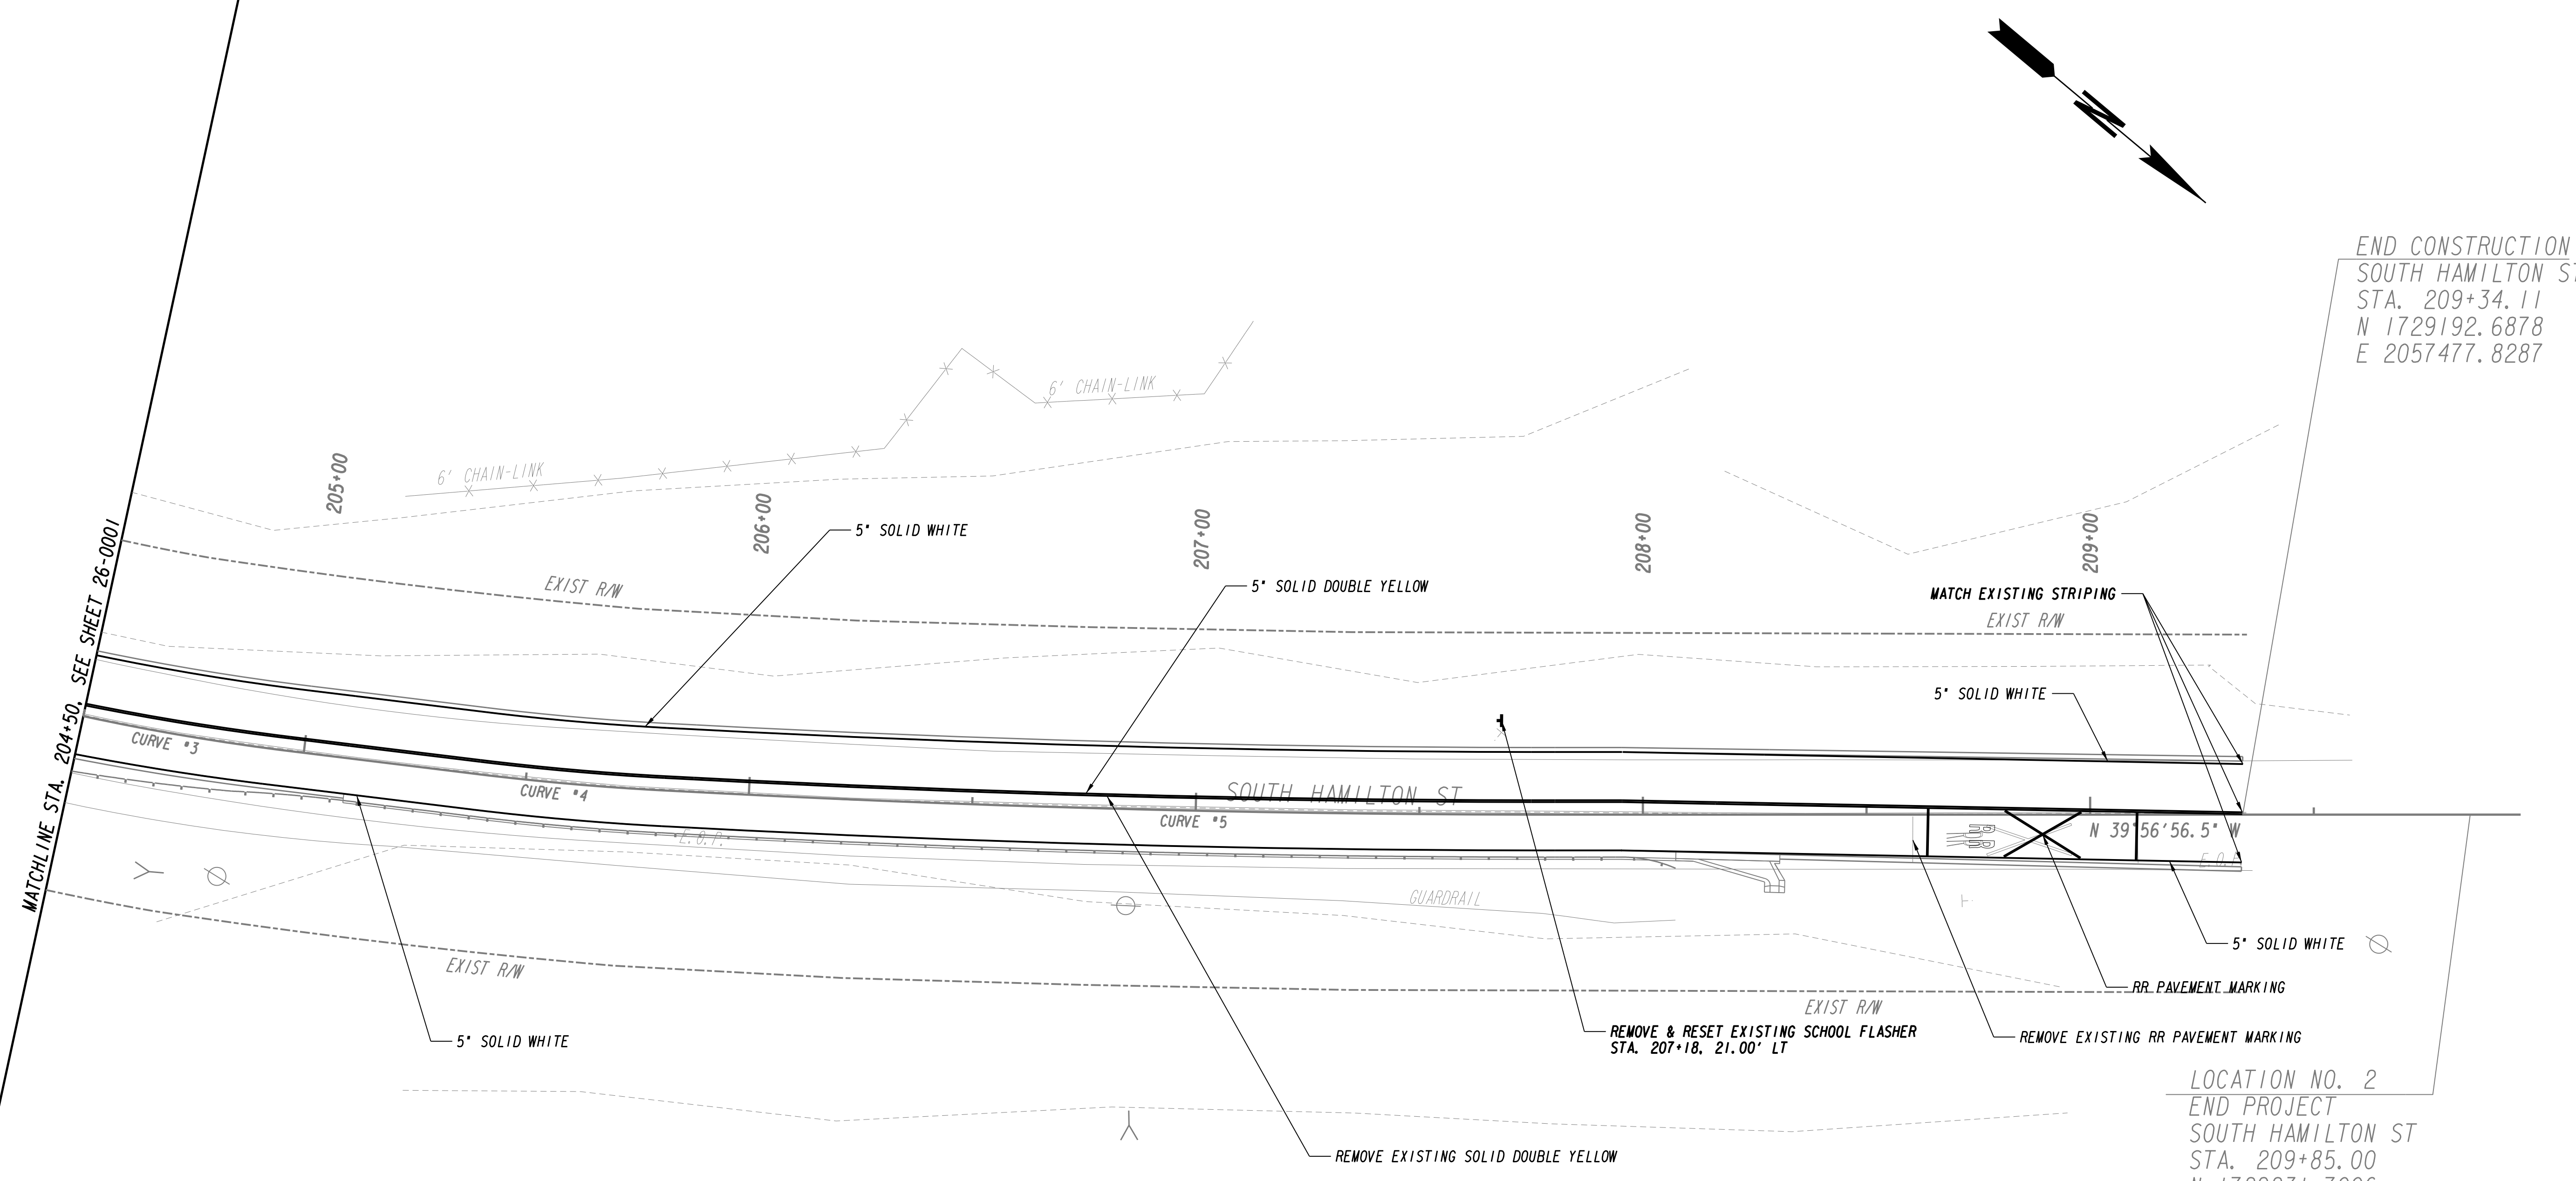 N
END CONSTRUCTION
SOUTH HAMILTON ST
STA. 209+34.11
N 1729192.6878
E 2057477.8287
6' CHAIN-LINK
6' CHAIN-LINK
205+00
206+00
207+00
208+00
209+00
MATCHLINE STA. 204+50, SEE SHEET 26-0001
5" SOLID WHITE
EXIST R/W
5" SOLID DOUBLE YELLOW
MATCH EXISTING STRIPING
EXIST R/W
5" SOLID WHITE
CURVE #3
CURVE #4
SOUTH HAMILTON ST
CURVE #5
N 39°56'56.5" W
E.O.P.
E.O.P.
RR
GUARDRAIL
5" SOLID WHITE
EXIST R/W
RR PAVEMENT MARKING
EXIST R/W
REMOVE & RESET EXISTING SCHOOL FLASHER
STA. 207+18, 21.00' LT
REMOVE EXISTING RR PAVEMENT MARKING
5" SOLID WHITE
LOCATION NO. 2
END PROJECT
SOUTH HAMILTON ST
STA. 209+85.00
REMOVE EXISTING SOLID DOUBLE YELLOW